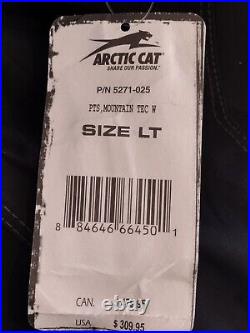 ARCTIC CAT
SHARE OUR PASSION.
P/N 5271-025
PTS,MOUNTAIN TEC W
SIZE LT
8 84646 66450 1
CAN.
USA. $ 309.95